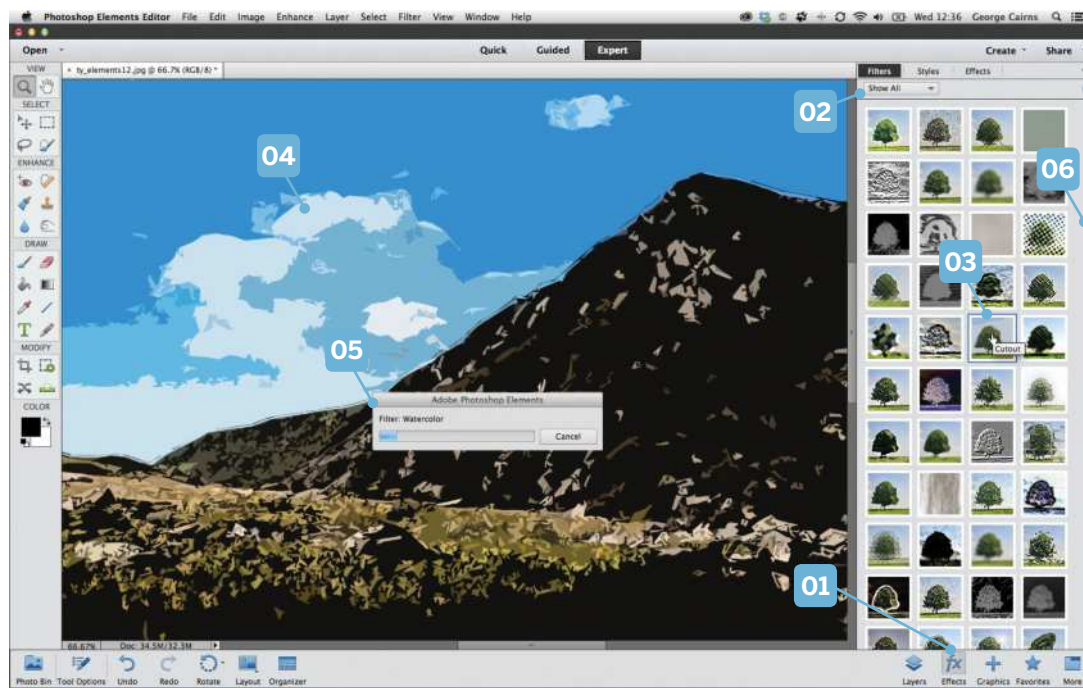 Photoshop Elements Editor File Edit Image Enhance Layer Select Filter View Window Help Wed 12:36 George Cairns
Open Quick Guided Expert Create Share
VIEW
× ty_elements12.jpg @ 66.7% (RGB/8) *
Filters Styles Effects
Show All
SELECT
02
04
ENHANCE
06
DRAW
03
T
05
Cutout
MODIFY
Adobe Photoshop Elements
Filter: Watercolor
Cancel
COLOR
01
66.67% Doc: 34.5M/32.3M
fx
Photo Bin Tool Options Undo Redo Rotate Layout Organizer Layers Effects Graphics Favorites More